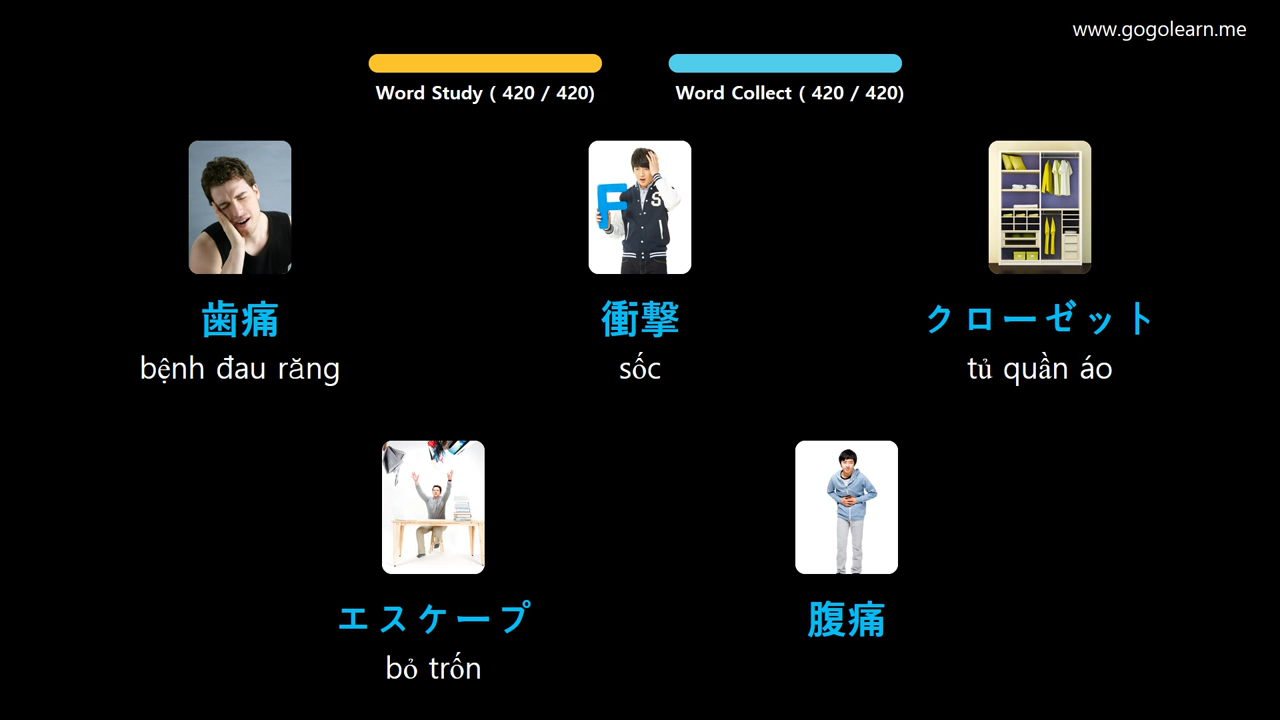 www.gogolearn.me
Word Study ( 420 / 420)
Word Collect ( 420 / 420)
F
S
歯痛
bệnh đau răng
衝撃
sốc
クローゼット
tủ quần áo
エスケープ
bỏ trốn
腹痛